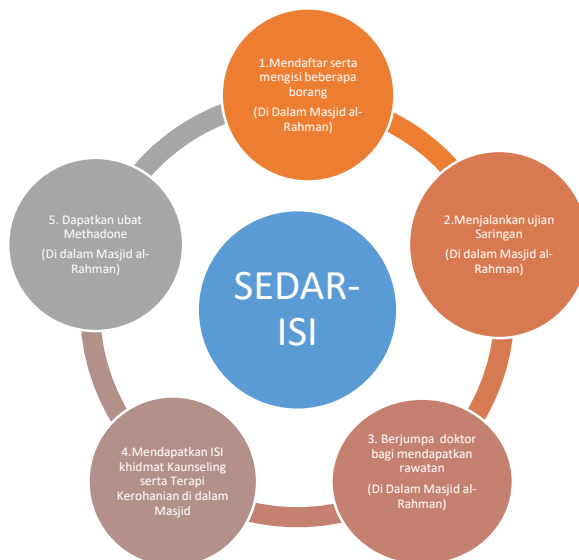 1.Mendaftar serta
mengisi beberapa
borang
(Di Dalam Masjid al-
Rahman)
2.Menjalankan ujian
Saringan
(Di dalam Masjid al-
Rahman)
3. Berjumpa doktor
bagi mendapatkan
rawatan
(Di Dalam Masjid al-
Rahman)
4.Mendapatkan ISI
khidmat Kaunseling
serta Terapi
Kerohanian di dalam
Masjid
5. Dapatkan ubat
Methadone
(Di dalam Masjid al-
Rahman)
SEDAR-
ISI